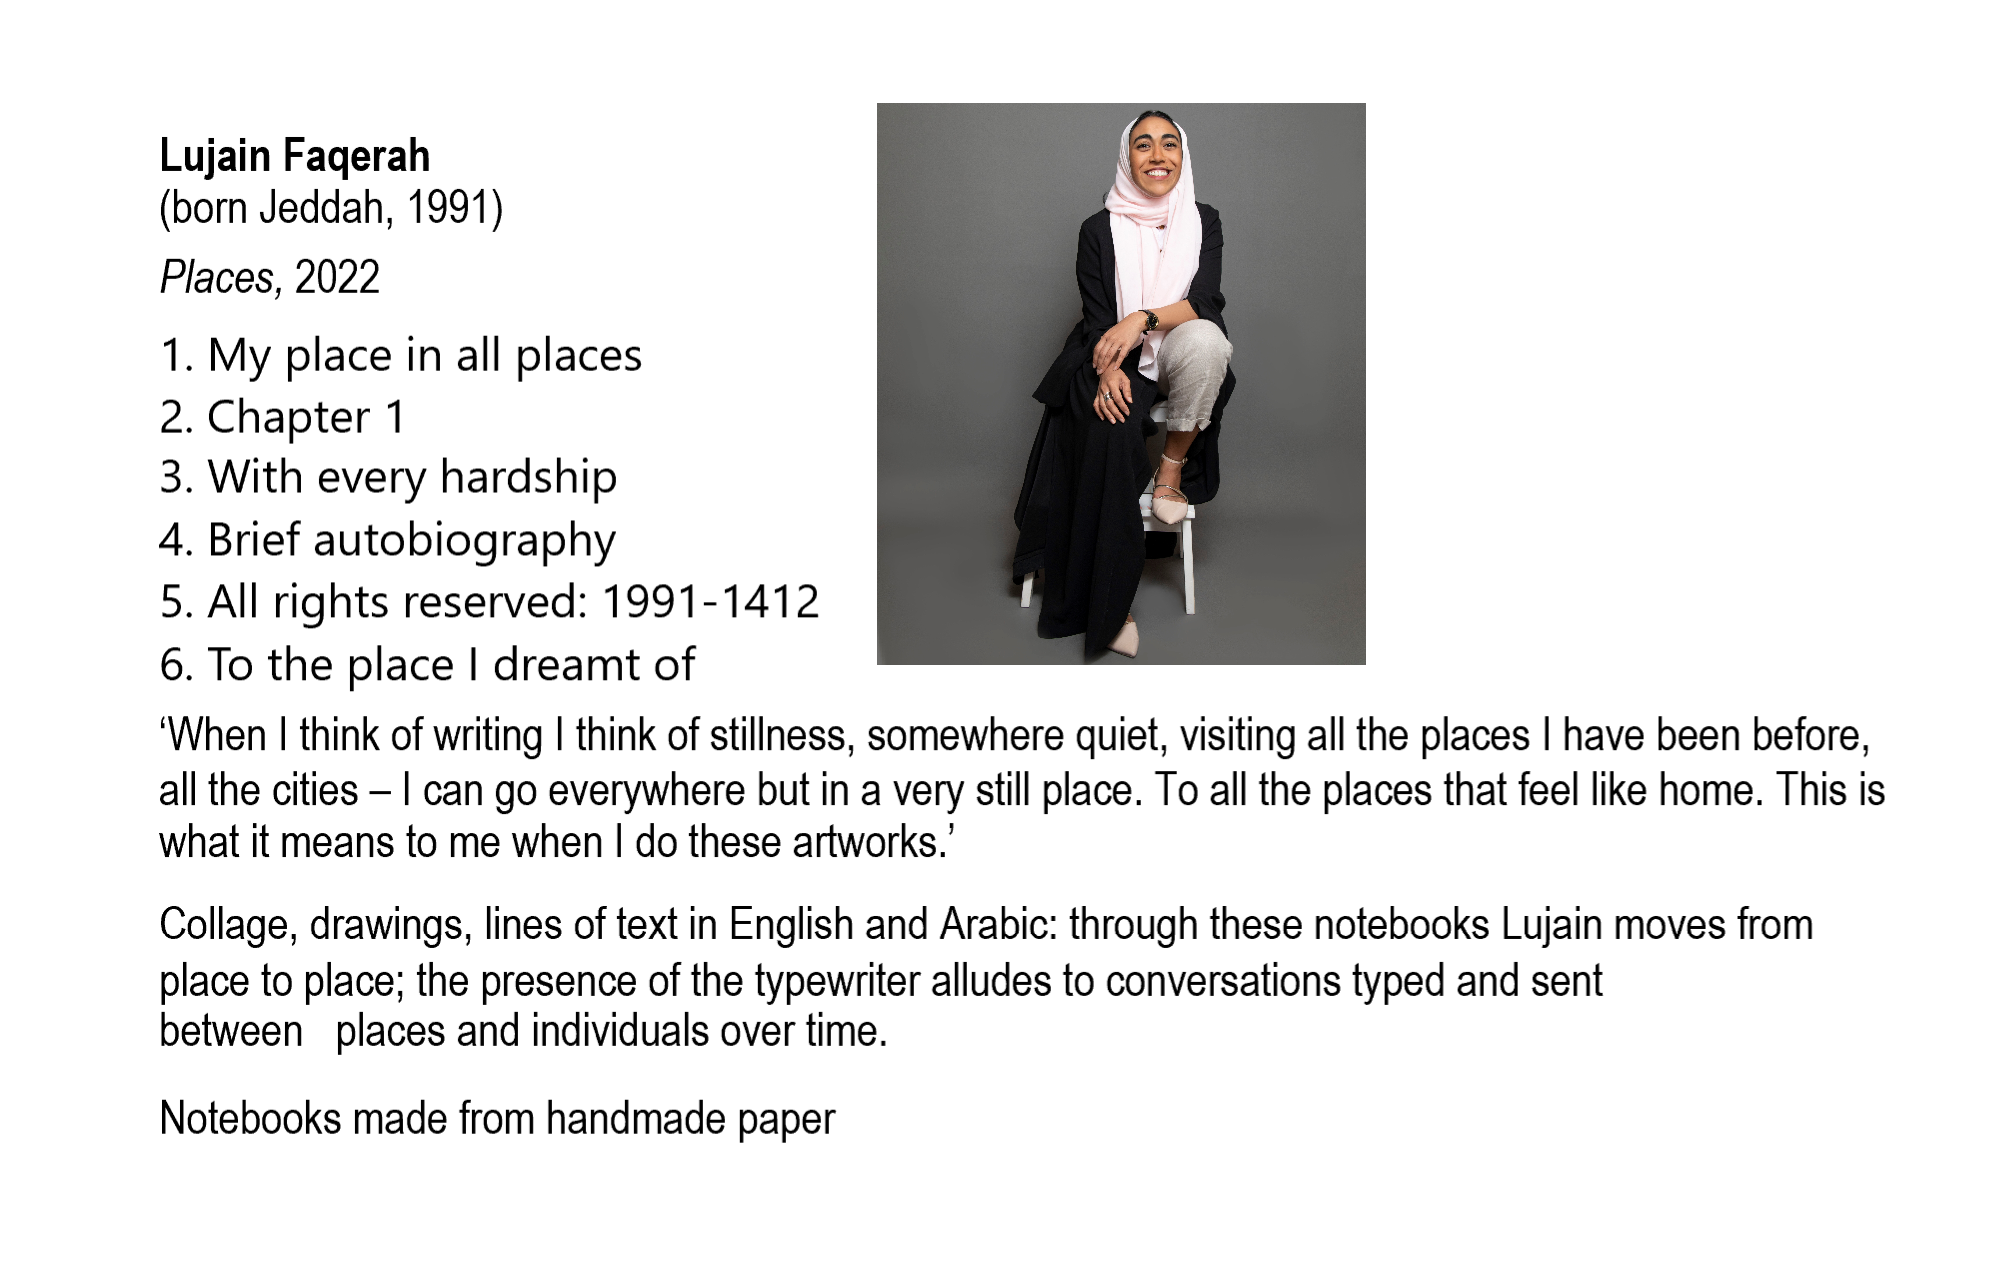 Lujain Faqerah
(born Jeddah, 1991)
Places, 2022
1. My place in all places
2. Chapter 1
3. With every hardship
4. Brief autobiography
5. All rights reserved: 1991-1412
6. To the place I dreamt of
‘When I think of writing I think of stillness, somewhere quiet, visiting all the places I have been before,
all the cities – I can go everywhere but in a very still place. To all the places that feel like home. This is
what it means to me when I do these artworks.’
Collage, drawings, lines of text in English and Arabic: through these notebooks Lujain moves from
place to place; the presence of the typewriter alludes to conversations typed and sent
between   places and individuals over time.
Notebooks made from handmade paper